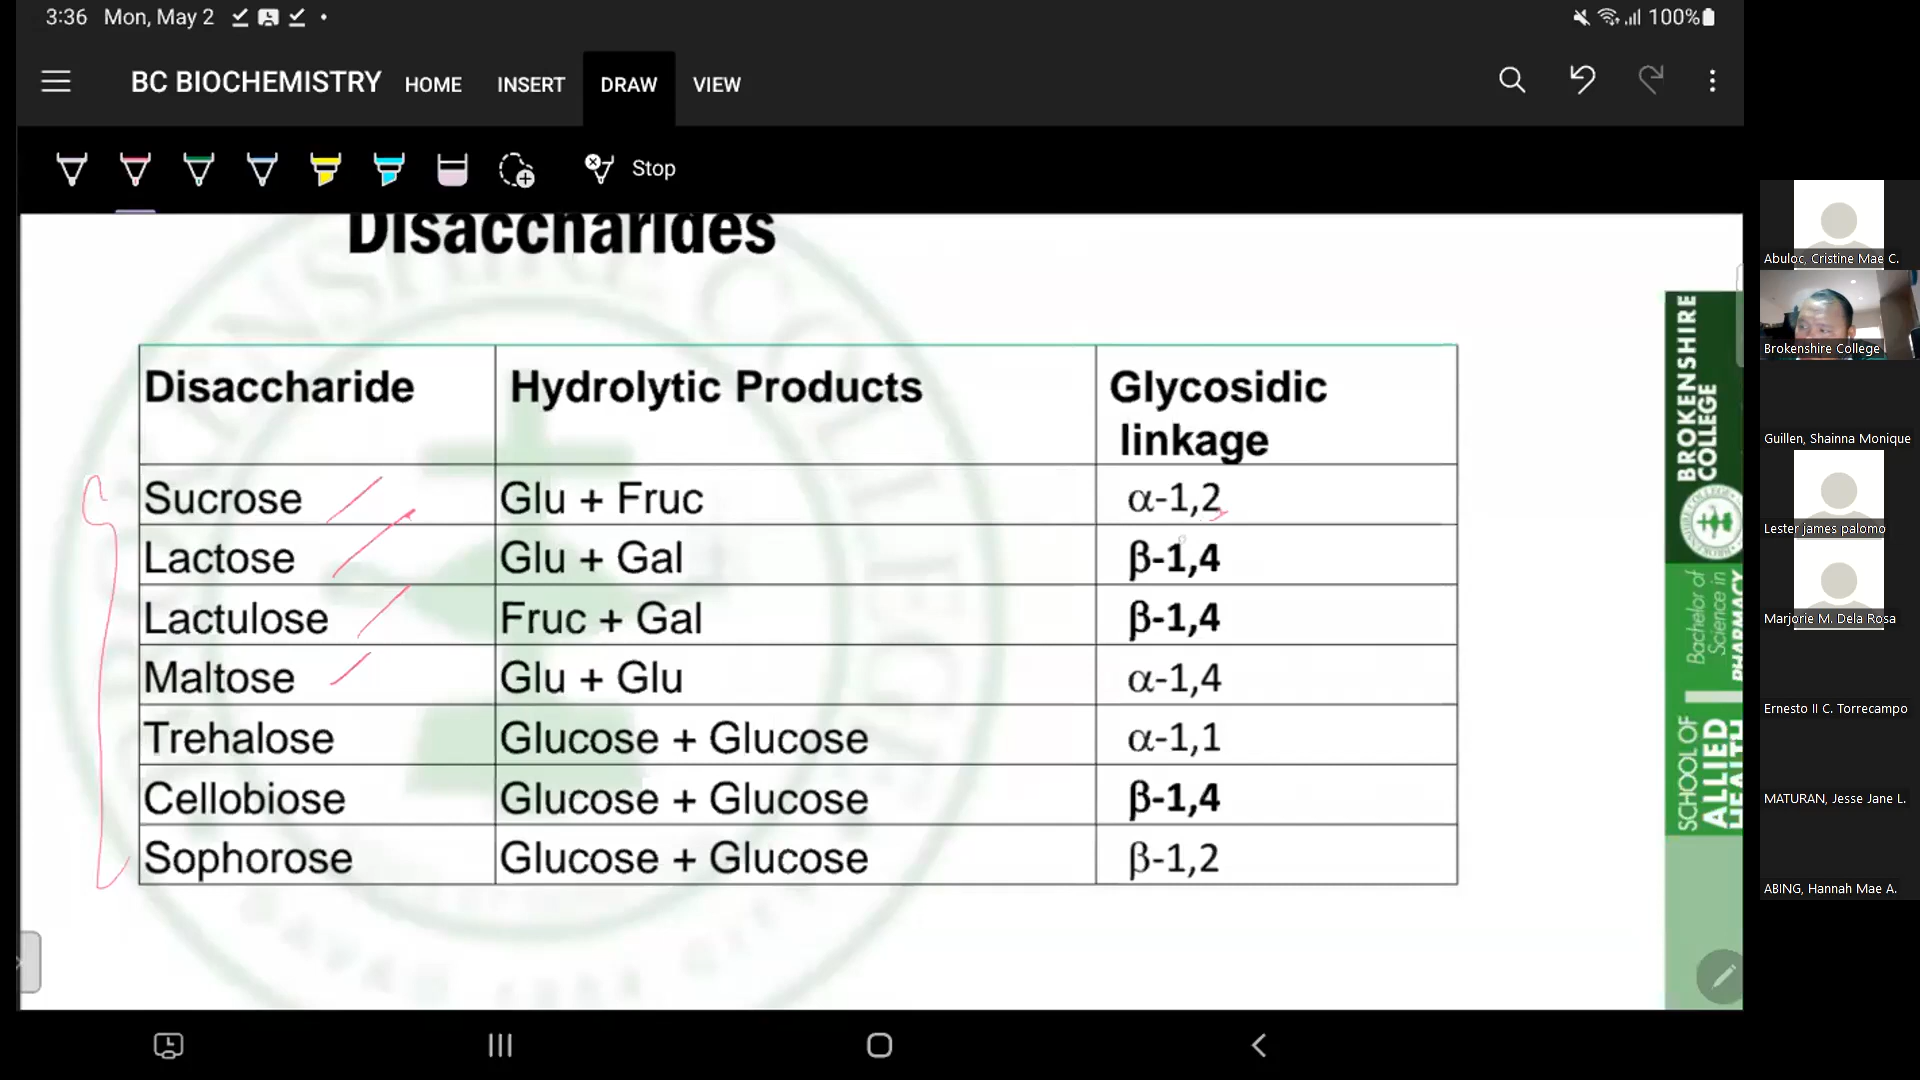 3:36 Mon, May 2
100%
BC BIOCHEMISTRY HOME INSERT DRAW VIEW
Stop
Disaccharides
Disaccharide Hydrolytic Products Glycosidic linkage
Sucrose Glu + Fruc α-1,2
Lactose Glu + Gal β-1,4
Lactulose Fruc + Gal β-1,4
Maltose Glu + Glu α-1,4
Trehalose Glucose + Glucose α-1,1
Cellobiose Glucose + Glucose β-1,4
Sophorose Glucose + Glucose β-1,2
BROKENSHIRE
COLLEGE
Bachelor of
Science in
PHARMACY
SCHOOL OF
ALLIED
HEALTH
Abuloc, Cristine Mae C.
Brokenshire College
Guillen, Shainna Monique
Lester james palomo
Marjorie M. Dela Rosa
Ernesto II C. Torrecampo
MATURAN, Jesse Jane L.
ABING, Hannah Mae A.